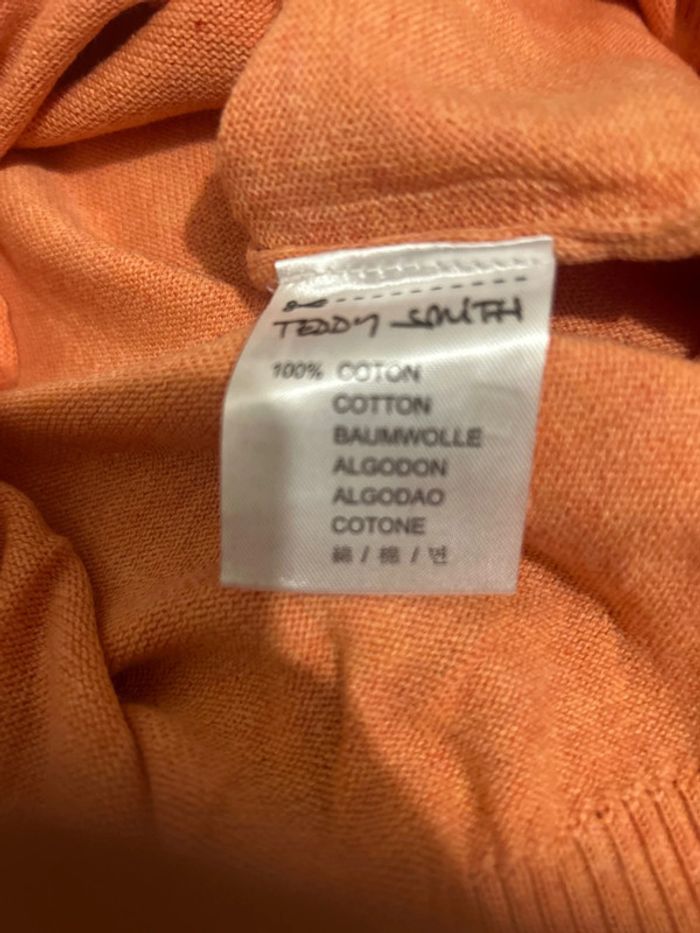 TEDDY SMITH
100% COTON
COTTON
BAUMWOLLE
ALGODON
ALGODAO
COTONE
綿 / 棉 / 면